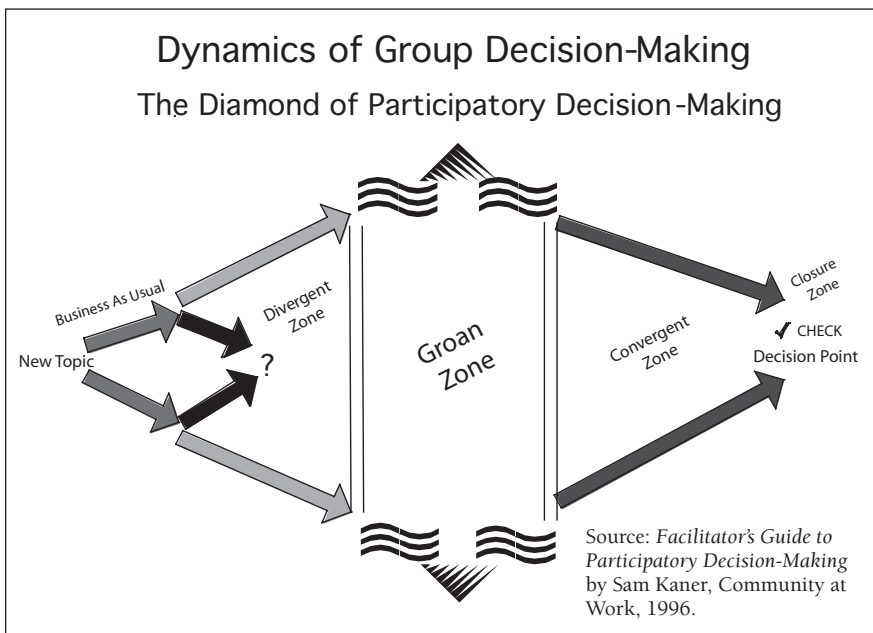 Dynamics of Group Decision-Making
The Diamond of Participatory Decision-Making
Business As Usual
New Topic
Divergent
Zone
?
Groan
Zone
Convergent
Zone
Closure
Zone
✓ CHECK
Decision Point
Source: Facilitator's Guide to
Participatory Decision-Making
by Sam Kaner, Community at
Work, 1996.